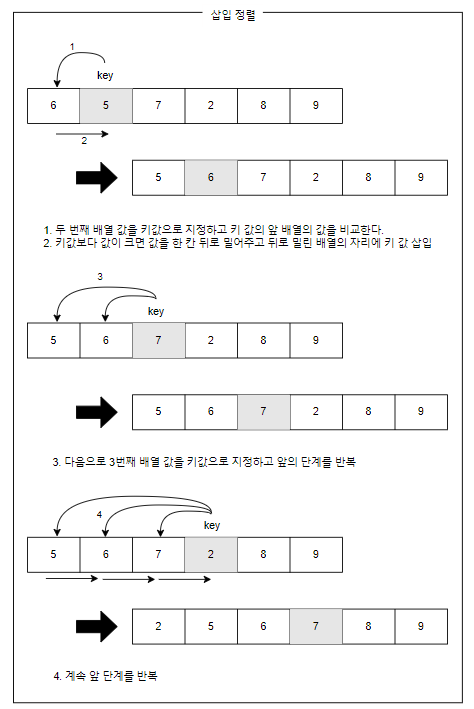 삽입 정렬
1
key
6 5 7 2 8 9
2
5 6 7 2 8 9
1. 두 번째 배열 값을 키값으로 지정하고 키 값의 앞 배열의 값을 비교한다.
2. 키값보다 값이 크면 값을 한 칸 뒤로 밀어주고 뒤로 밀린 배열의 자리에 키 값 삽입
3
key
5 6 7 2 8 9
5 6 7 2 8 9
3. 다음으로 3번째 배열 값을 키값으로 지정하고 앞의 단계를 반복
4
key
5 6 7 2 8 9
2 5 6 7 8 9
4. 계속 앞 단계를 반복